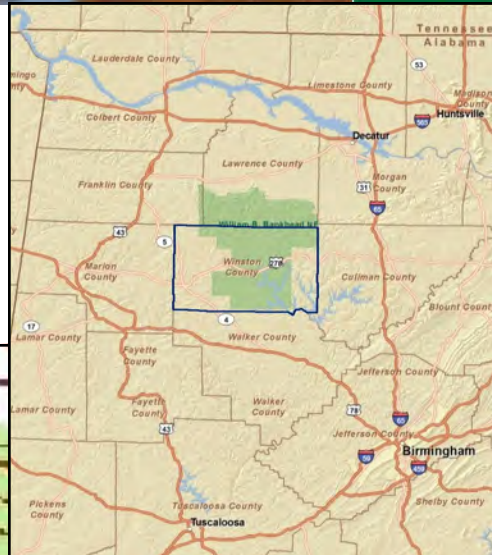 Tennessee
Alabama
Lauderdale County
53
Limestone County
Madison
County
Huntsville
565
Colbert County
Decatur
Lawrence County
Morgan
County
31
65
Franklin County
William B. Bankhead NF
43
5
278
Winston
County
Marion
County
Cullman County
Blount County
4
17
Lamar County
Walker County
Fayette
County
Jefferson County
Walker
County
Lamar County
Fayette
County
78
65
43
Jefferson County
Birmingham
59
459
Shelby County
Pickens
County
Tuscaloosa County
Tuscaloosa